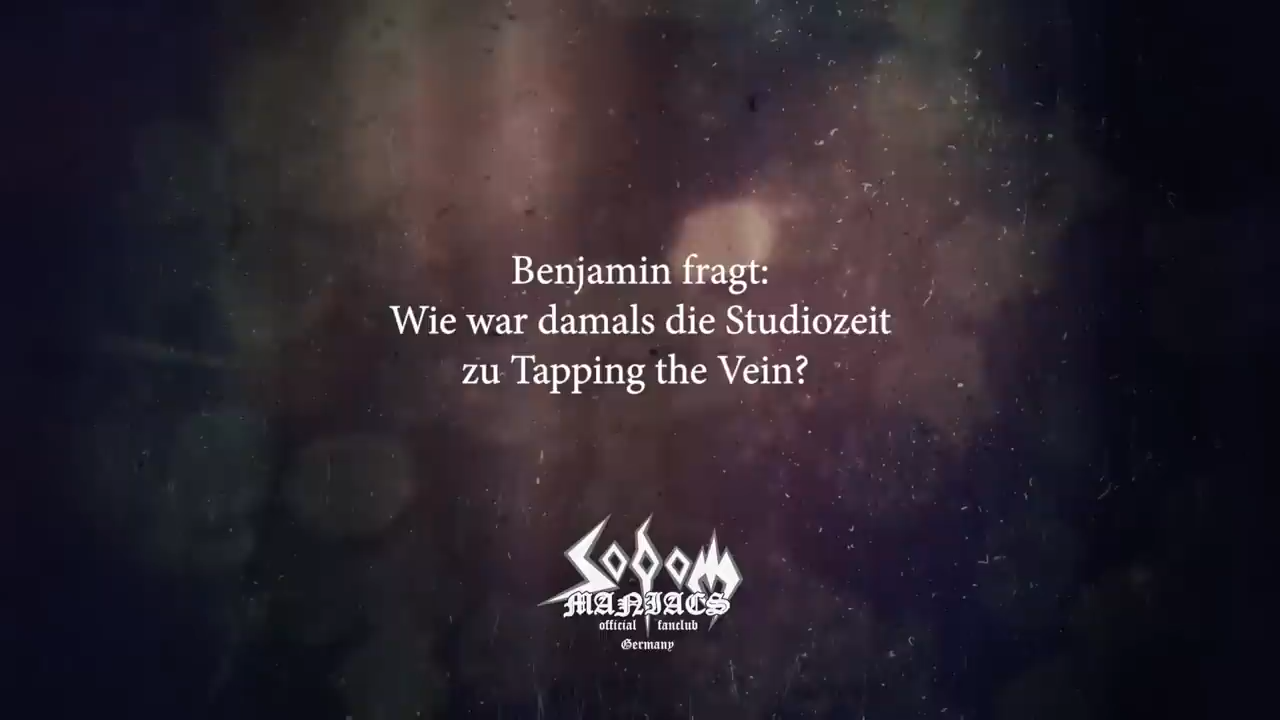 Benjamin fragt:
Wie war damals die Studiozeit
zu Tapping the Vein?
Sodom
MANIACS
official fanclub
Germany